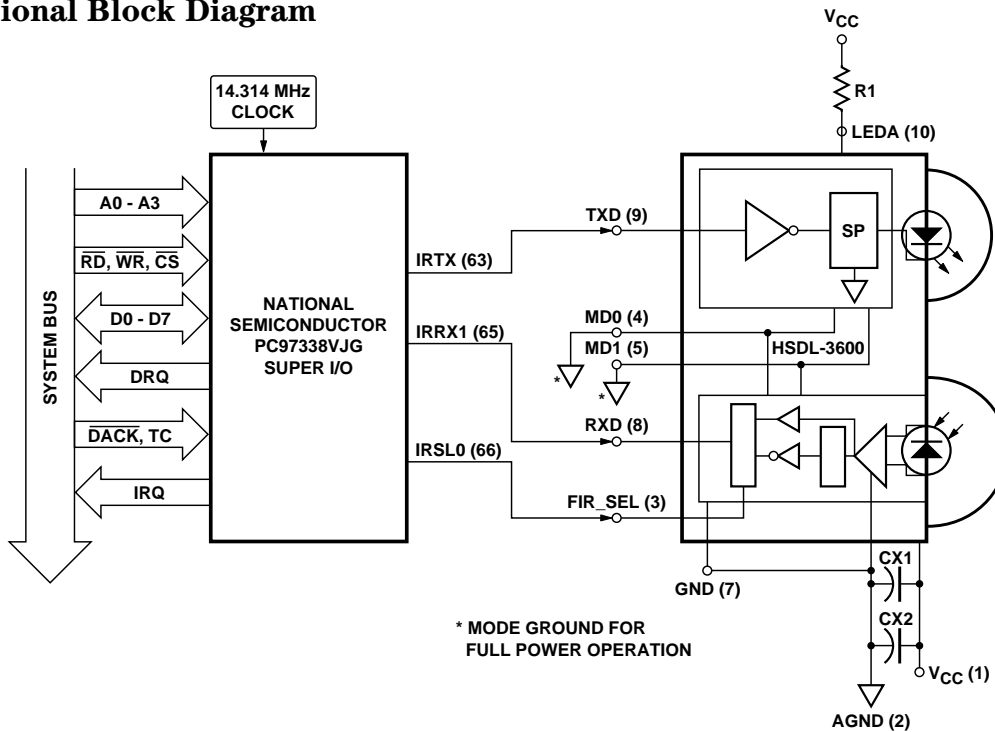 ional Block Diagram
VCC
R1
LEDA (10)
14.314 MHz
CLOCK
SYSTEM BUS
A0 - A3
RD, WR, CS
D0 - D7
DRQ
DACK, TC
IRQ
NATIONAL
SEMICONDUCTOR
PC97338VJG
SUPER I/O
IRTX (63)
IRRX1 (65)
IRSL0 (66)
TXD (9)
MD0 (4)
MD1 (5)
*
*
RXD (8)
FIR_SEL (3)
SP
HSDL-3600
GND (7)
CX1
CX2
VCC (1)
AGND (2)
* MODE GROUND FOR
FULL POWER OPERATION